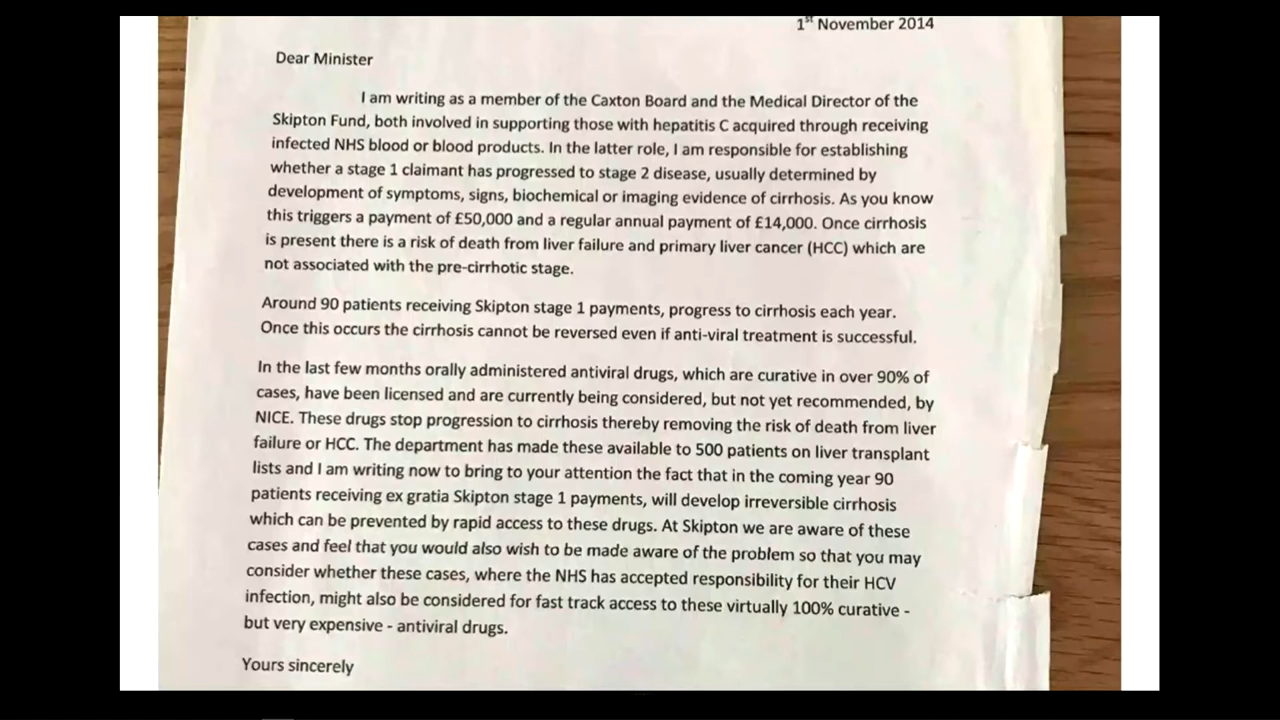 1st November 2014
Dear Minister
I am writing as a member of the Caxton Board and the Medical Director of the
Skipton Fund, both involved in supporting those with hepatitis C acquired through receiving
infected NHS blood or blood products. In the latter role, I am responsible for establishing
whether a stage 1 claimant has progressed to stage 2 disease, usually determined by
development of symptoms, signs, biochemical or imaging evidence of cirrhosis. As you know
this triggers a payment of £50,000 and a regular annual payment of £14,000. Once cirrhosis
is present there is a risk of death from liver failure and primary liver cancer (HCC) which are
not associated with the pre-cirrhotic stage.
Around 90 patients receiving Skipton stage 1 payments, progress to cirrhosis each year.
Once this occurs the cirrhosis cannot be reversed even if anti-viral treatment is successful.
In the last few months orally administered antiviral drugs, which are curative in over 90% of
cases, have been licensed and are currently being considered, but not yet recommended, by
NICE. These drugs stop progression to cirrhosis thereby removing the risk of death from liver
failure or HCC. The department has made these available to 500 patients on liver transplant
lists and I am writing now to bring to your attention the fact that in the coming year 90
patients receiving ex gratia Skipton stage 1 payments, will develop irreversible cirrhosis
which can be prevented by rapid access to these drugs. At Skipton we are aware of these
cases and feel that you would also wish to be made aware of the problem so that you may
consider whether these cases, where the NHS has accepted responsibility for their HCV
infection, might also be considered for fast track access to these virtually 100% curative -
but very expensive - antiviral drugs.
Yours sincerely